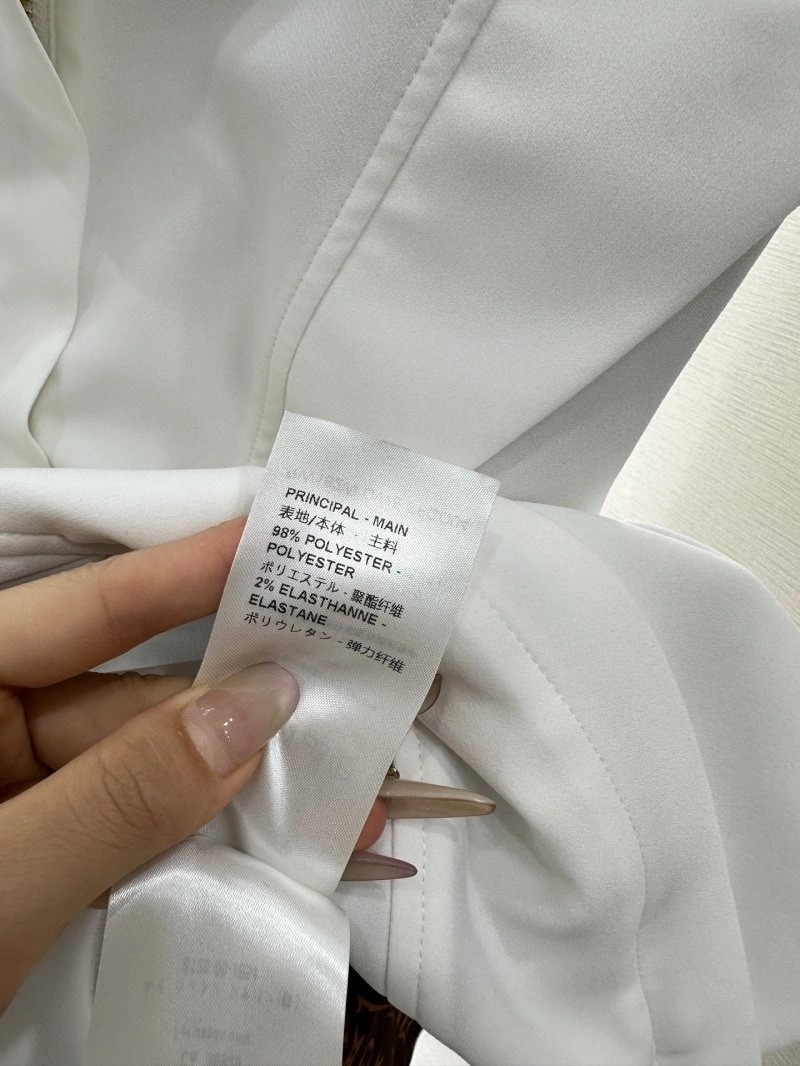 PRINCIPAL - MAIN
表地/本体 - 主料
98% POLYESTER -
POLYESTER
ポリエステル - 聚酯纤维
2% ELASTHANNE -
ELASTANE
ポリウレタン - 弹力纤维